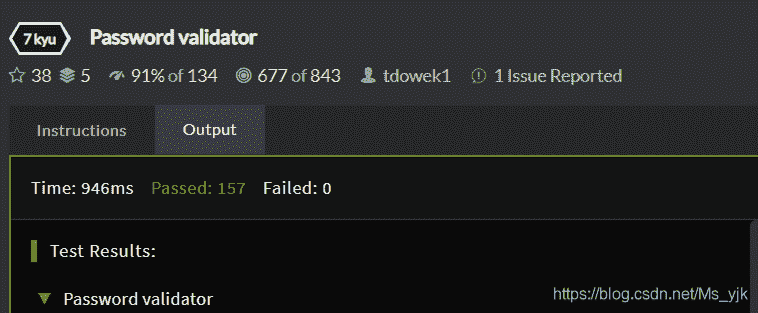 7 kyu Password validator
38 5 91% of 134 677 of 843 tdowek1 1 Issue Reported
Instructions Output
Time: 946ms Passed: 157 Failed: 0
Test Results:
Password validator
https://blog.csdn.net/Ms_yjk